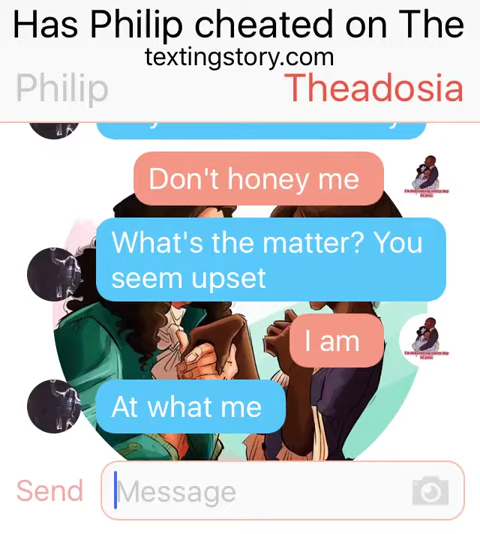 Has Philip cheated on The
textingstory.com
Philip
Theadosia
Don't honey me
What's the matter? You
seem upset
I am
At what me
Send
Message